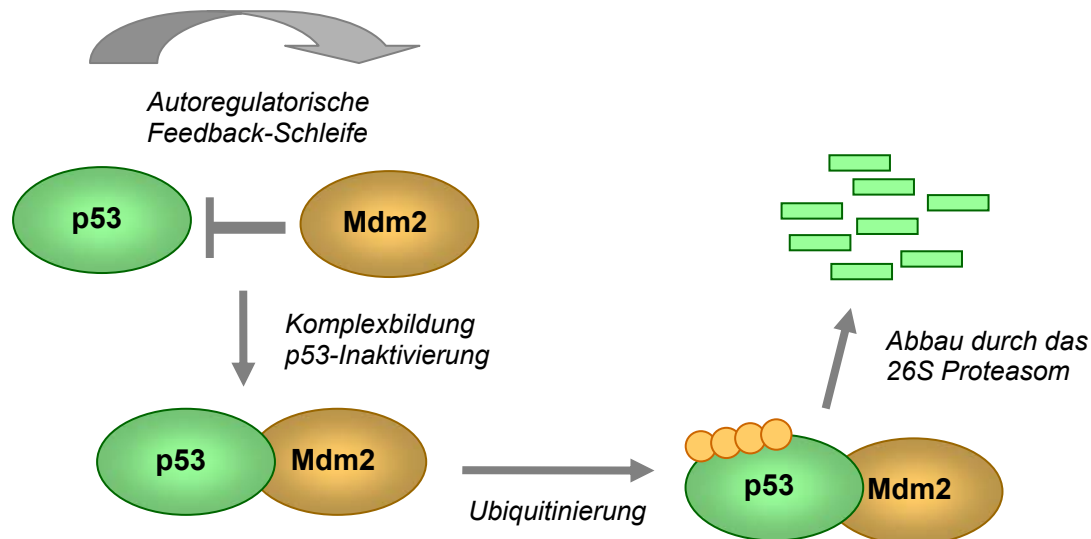 Autoregulatorische
Feedback-Schleife
p53
Mdm2
Komplexbildung
p53-Inaktivierung
p53
Mdm2
Ubiquitinierung
p53
Mdm2
Abbau durch das
26S Proteasom